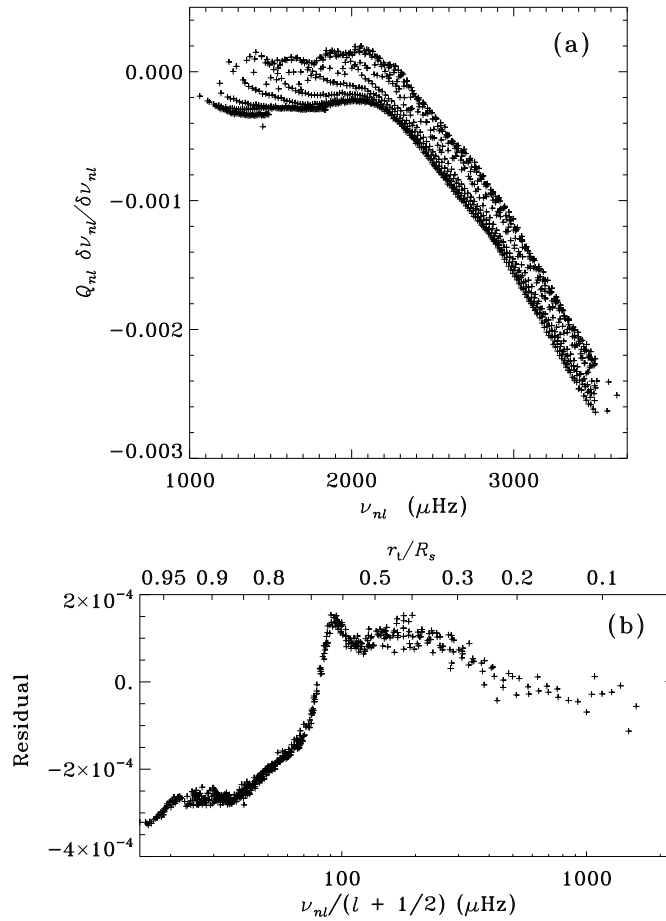 (a)
0.000
−0.001
−0.002
−0.003
Q_nl δν_nl/δν_nl
1000 2000 3000
ν_nl (μHz)
r_t/R_s
0.95 0.9 0.8 0.5 0.3 0.2 0.1
(b)
2×10⁻⁴
0.
−2×10⁻⁴
−4×10⁻⁴
Residual
100 1000
ν_nl/(l + 1/2) (μHz)